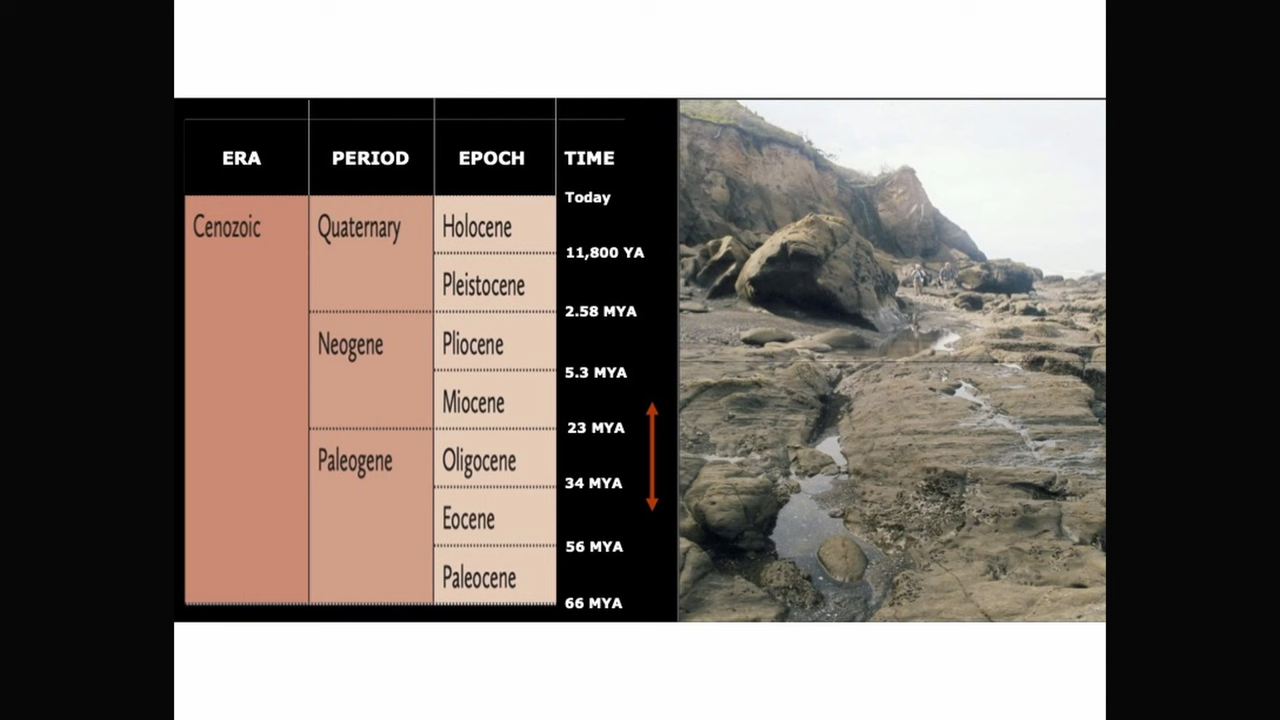 ERA PERIOD EPOCH TIME
Today
Cenozoic Quaternary Holocene
11,800 YA
Pleistocene
2.58 MYA
Neogene Pliocene
5.3 MYA
Miocene
23 MYA
Paleogene Oligocene
34 MYA
Eocene
56 MYA
Paleocene
66 MYA